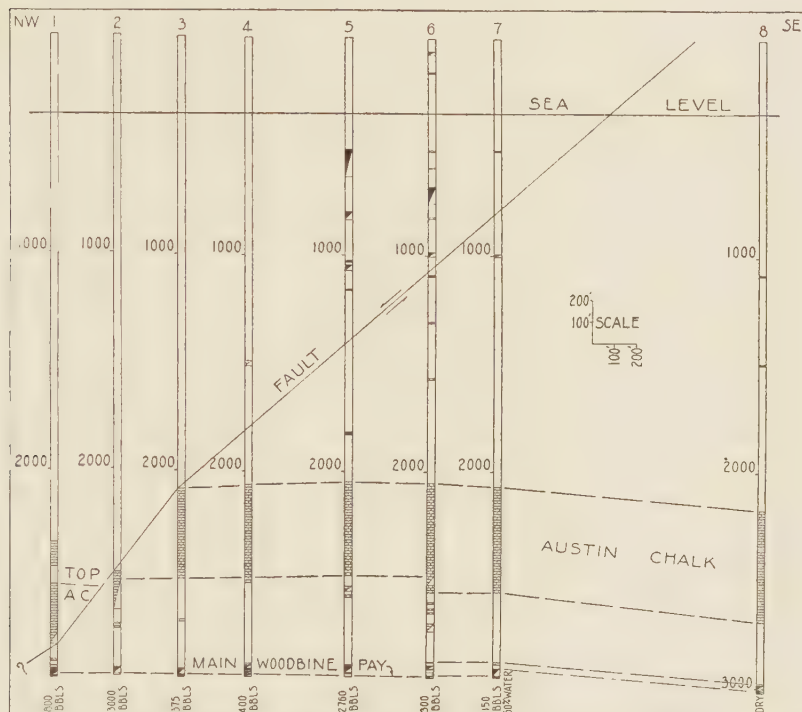 NW 1 2 3 4 5 6 7 8 SE
SEA LEVEL
1000 1000 1000 1000 1000 1000 1000 1000
200'
100' SCALE
100' 200'
FAULT
2000 2000 2000 2000 2000 2000 2000 2000
AUSTIN CHALK
TOP
A C
MAIN WOODBINE PAY
3000
?
800 BBLS
3000 BBLS
575 BBLS
400 BBLS
2760 BBLS
300 BBLS
150 BBLS
WATER
DRY